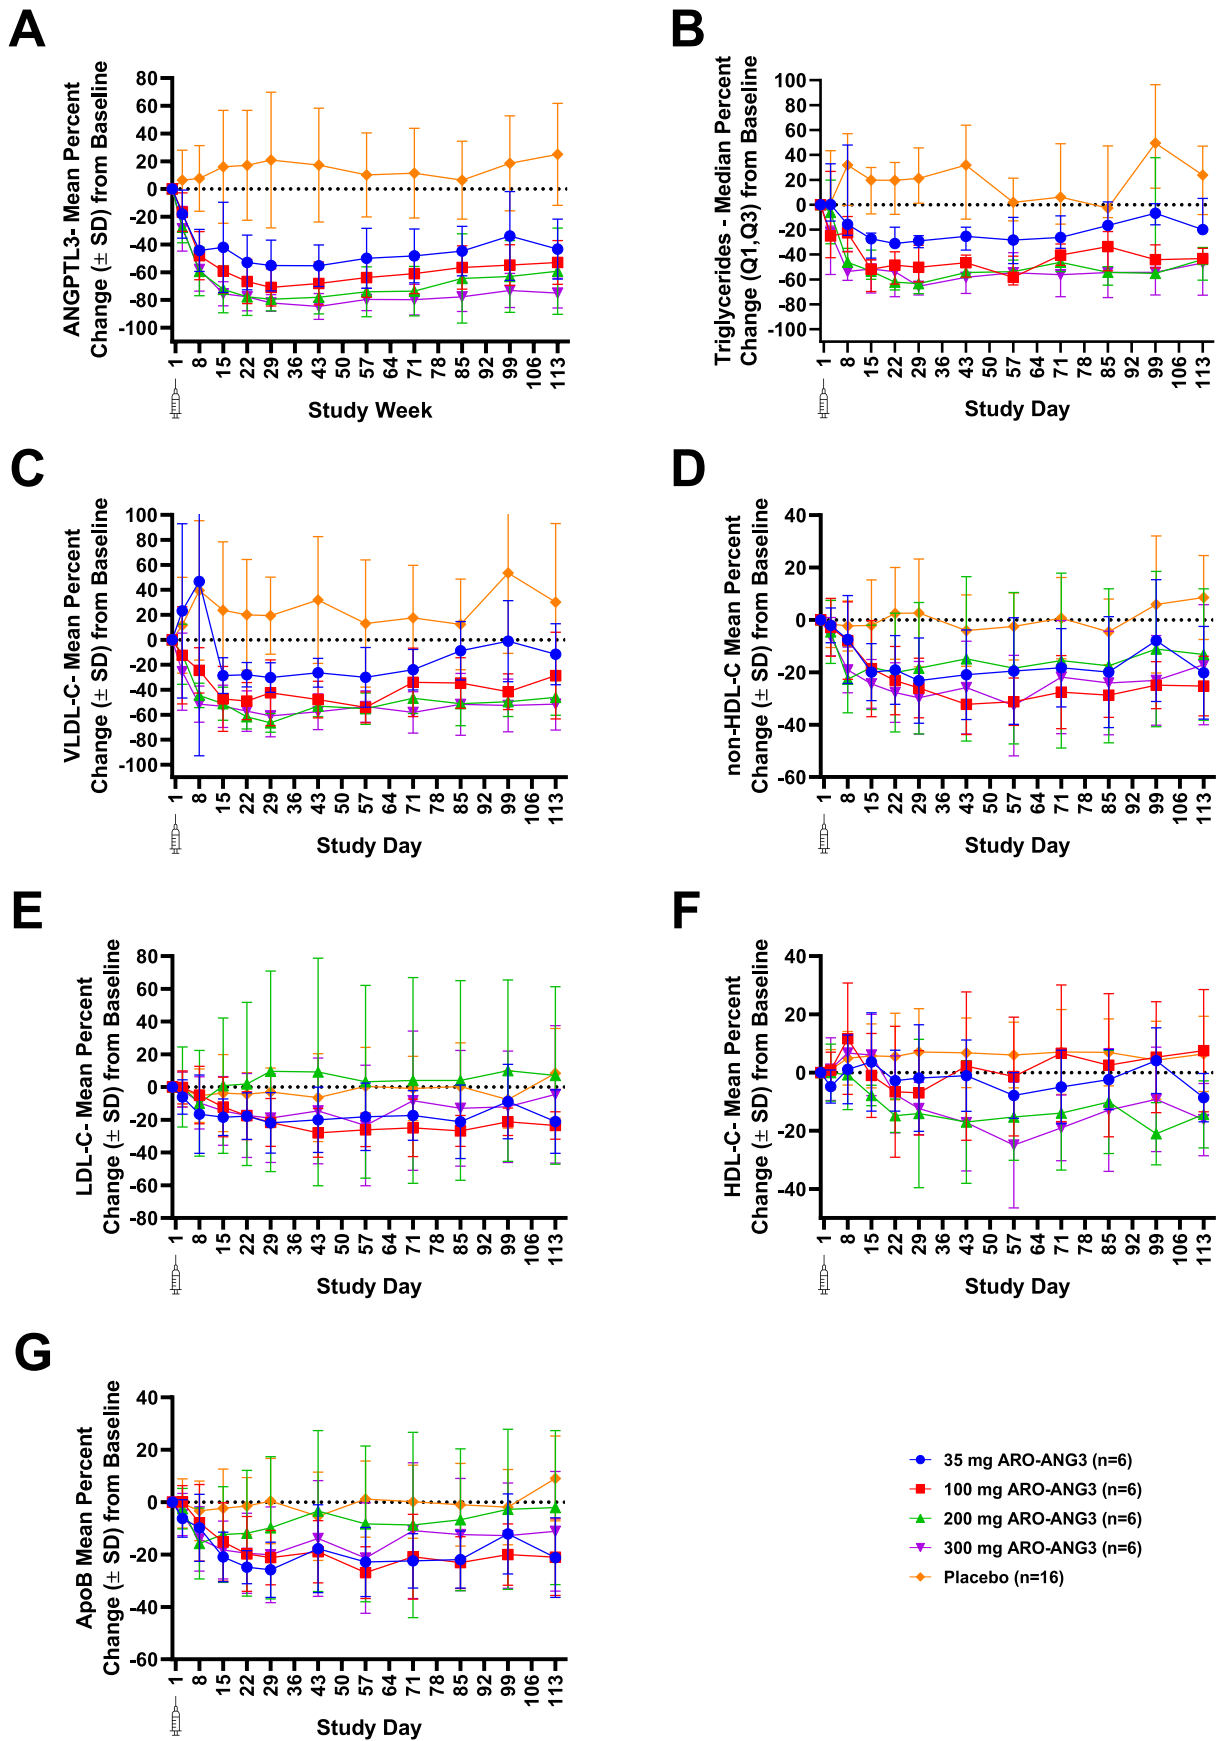 A
ANGPTL3- Mean Percent
Change (± SD) from Baseline
80
60
40
20
0
-20
-40
-60
-80
-100
1 8 15 22 29 36 43 50 57 64 71 78 85 92 99 106 113
Study Week
B
Triglycerides - Median Percent
Change (Q1,Q3) from Baseline
100
80
60
40
20
0
-20
-40
-60
-80
-100
1 8 15 22 29 36 43 50 57 64 71 78 85 92 99 106 113
Study Day
C
VLDL-C- Mean Percent
Change (± SD) from Baseline
100
80
60
40
20
0
-20
-40
-60
-80
-100
1 8 15 22 29 36 43 50 57 64 71 78 85 92 99 106 113
Study Day
D
non-HDL-C Mean Percent
Change (± SD) from Baseline
40
20
0
-20
-40
-60
1 8 15 22 29 36 43 50 57 64 71 78 85 92 99 106 113
Study Day
E
LDL-C- Mean Percent
Change (± SD) from Baseline
80
60
40
20
0
-20
-40
-60
-80
1 8 15 22 29 36 43 50 57 64 71 78 85 92 99 106 113
Study Day
F
HDL-C- Mean Percent
Change (± SD) from Baseline
40
20
0
-20
-40
1 8 15 22 29 36 43 50 57 64 71 78 85 92 99 106 113
Study Day
G
ApoB Mean Percent
Change (± SD) from Baseline
40
20
0
-20
-40
-60
1 8 15 22 29 36 43 50 57 64 71 78 85 92 99 106 113
Study Day
35 mg ARO-ANG3 (n=6)
100 mg ARO-ANG3 (n=6)
200 mg ARO-ANG3 (n=6)
300 mg ARO-ANG3 (n=6)
Placebo (n=16)